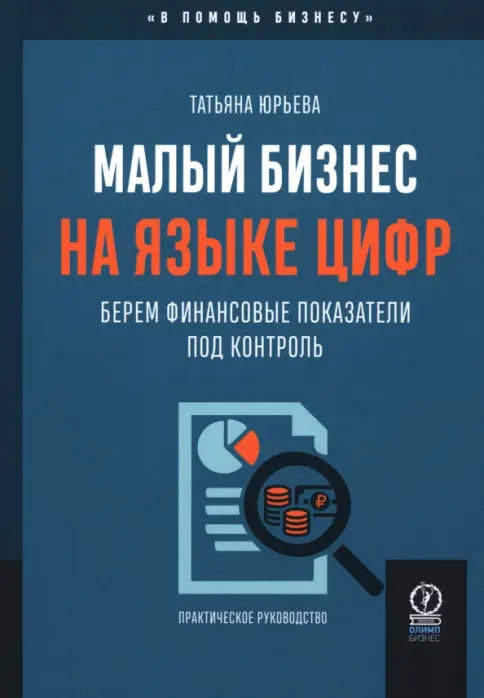 «В ПОМОЩЬ БИЗНЕСУ»
ТАТЬЯНА ЮРЬЕВА
МАЛЫЙ БИЗНЕС
НА ЯЗЫКЕ ЦИФР
БЕРЕМ ФИНАНСОВЫЕ ПОКАЗАТЕЛИ
ПОД КОНТРОЛЬ
₽
ПРАКТИЧЕСКОЕ РУКОВОДСТВО
ОЛИМП
БИЗНЕС